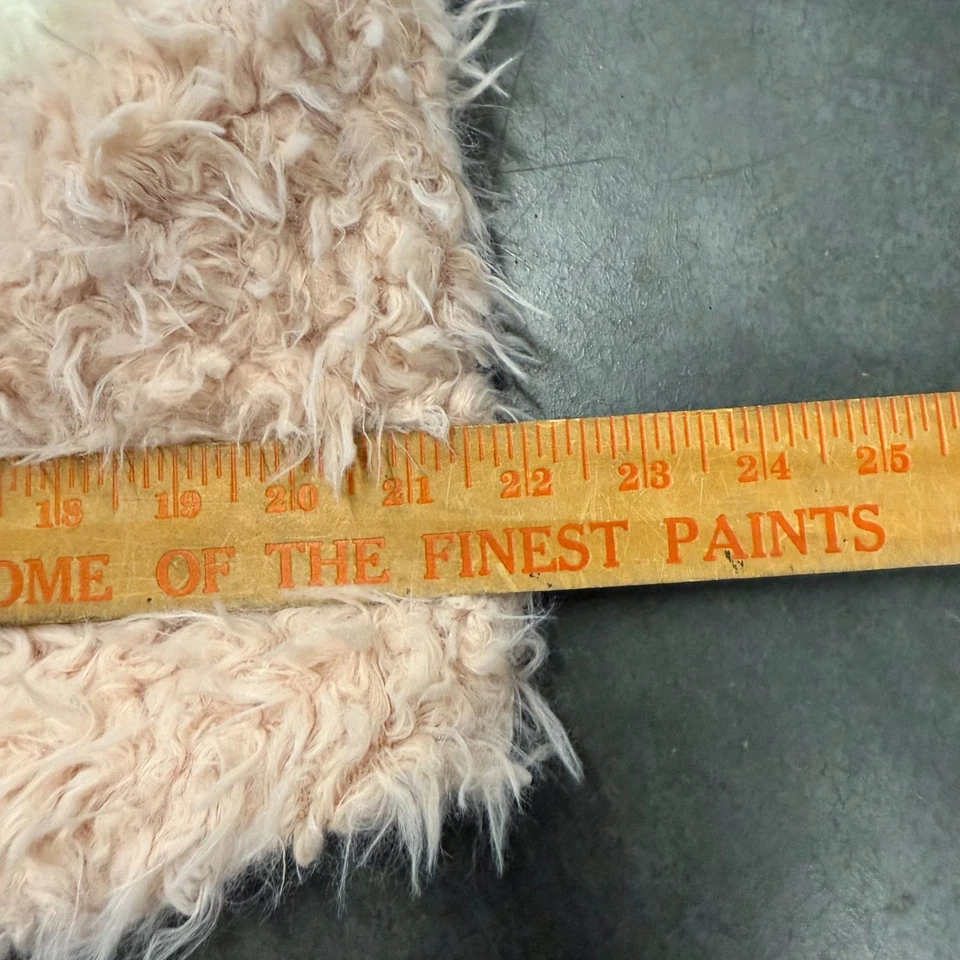 18 19 20 21 22 23 24 25
OME OF THE FINEST PAINTS